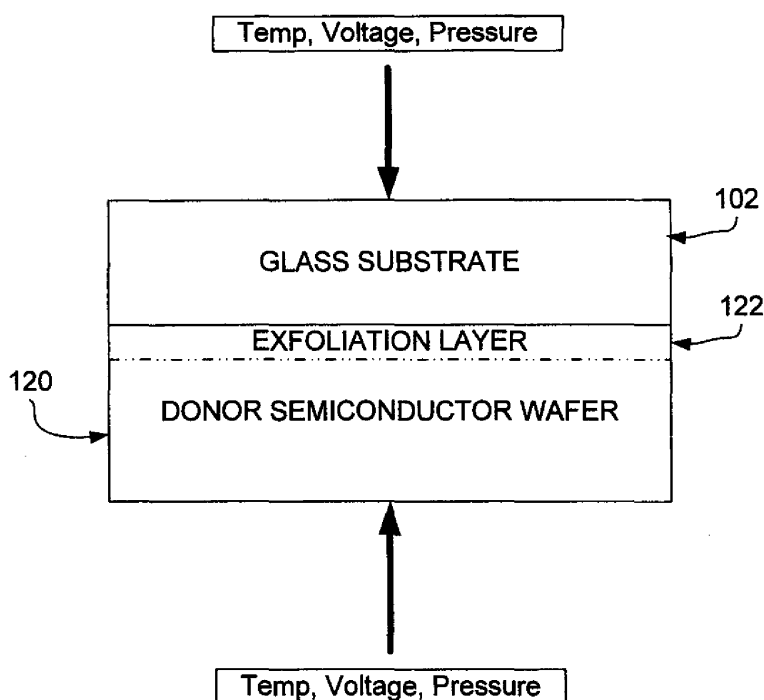 Temp, Voltage, Pressure
102
GLASS SUBSTRATE
122
EXFOLIATION LAYER
120
DONOR SEMICONDUCTOR WAFER
Temp, Voltage, Pressure